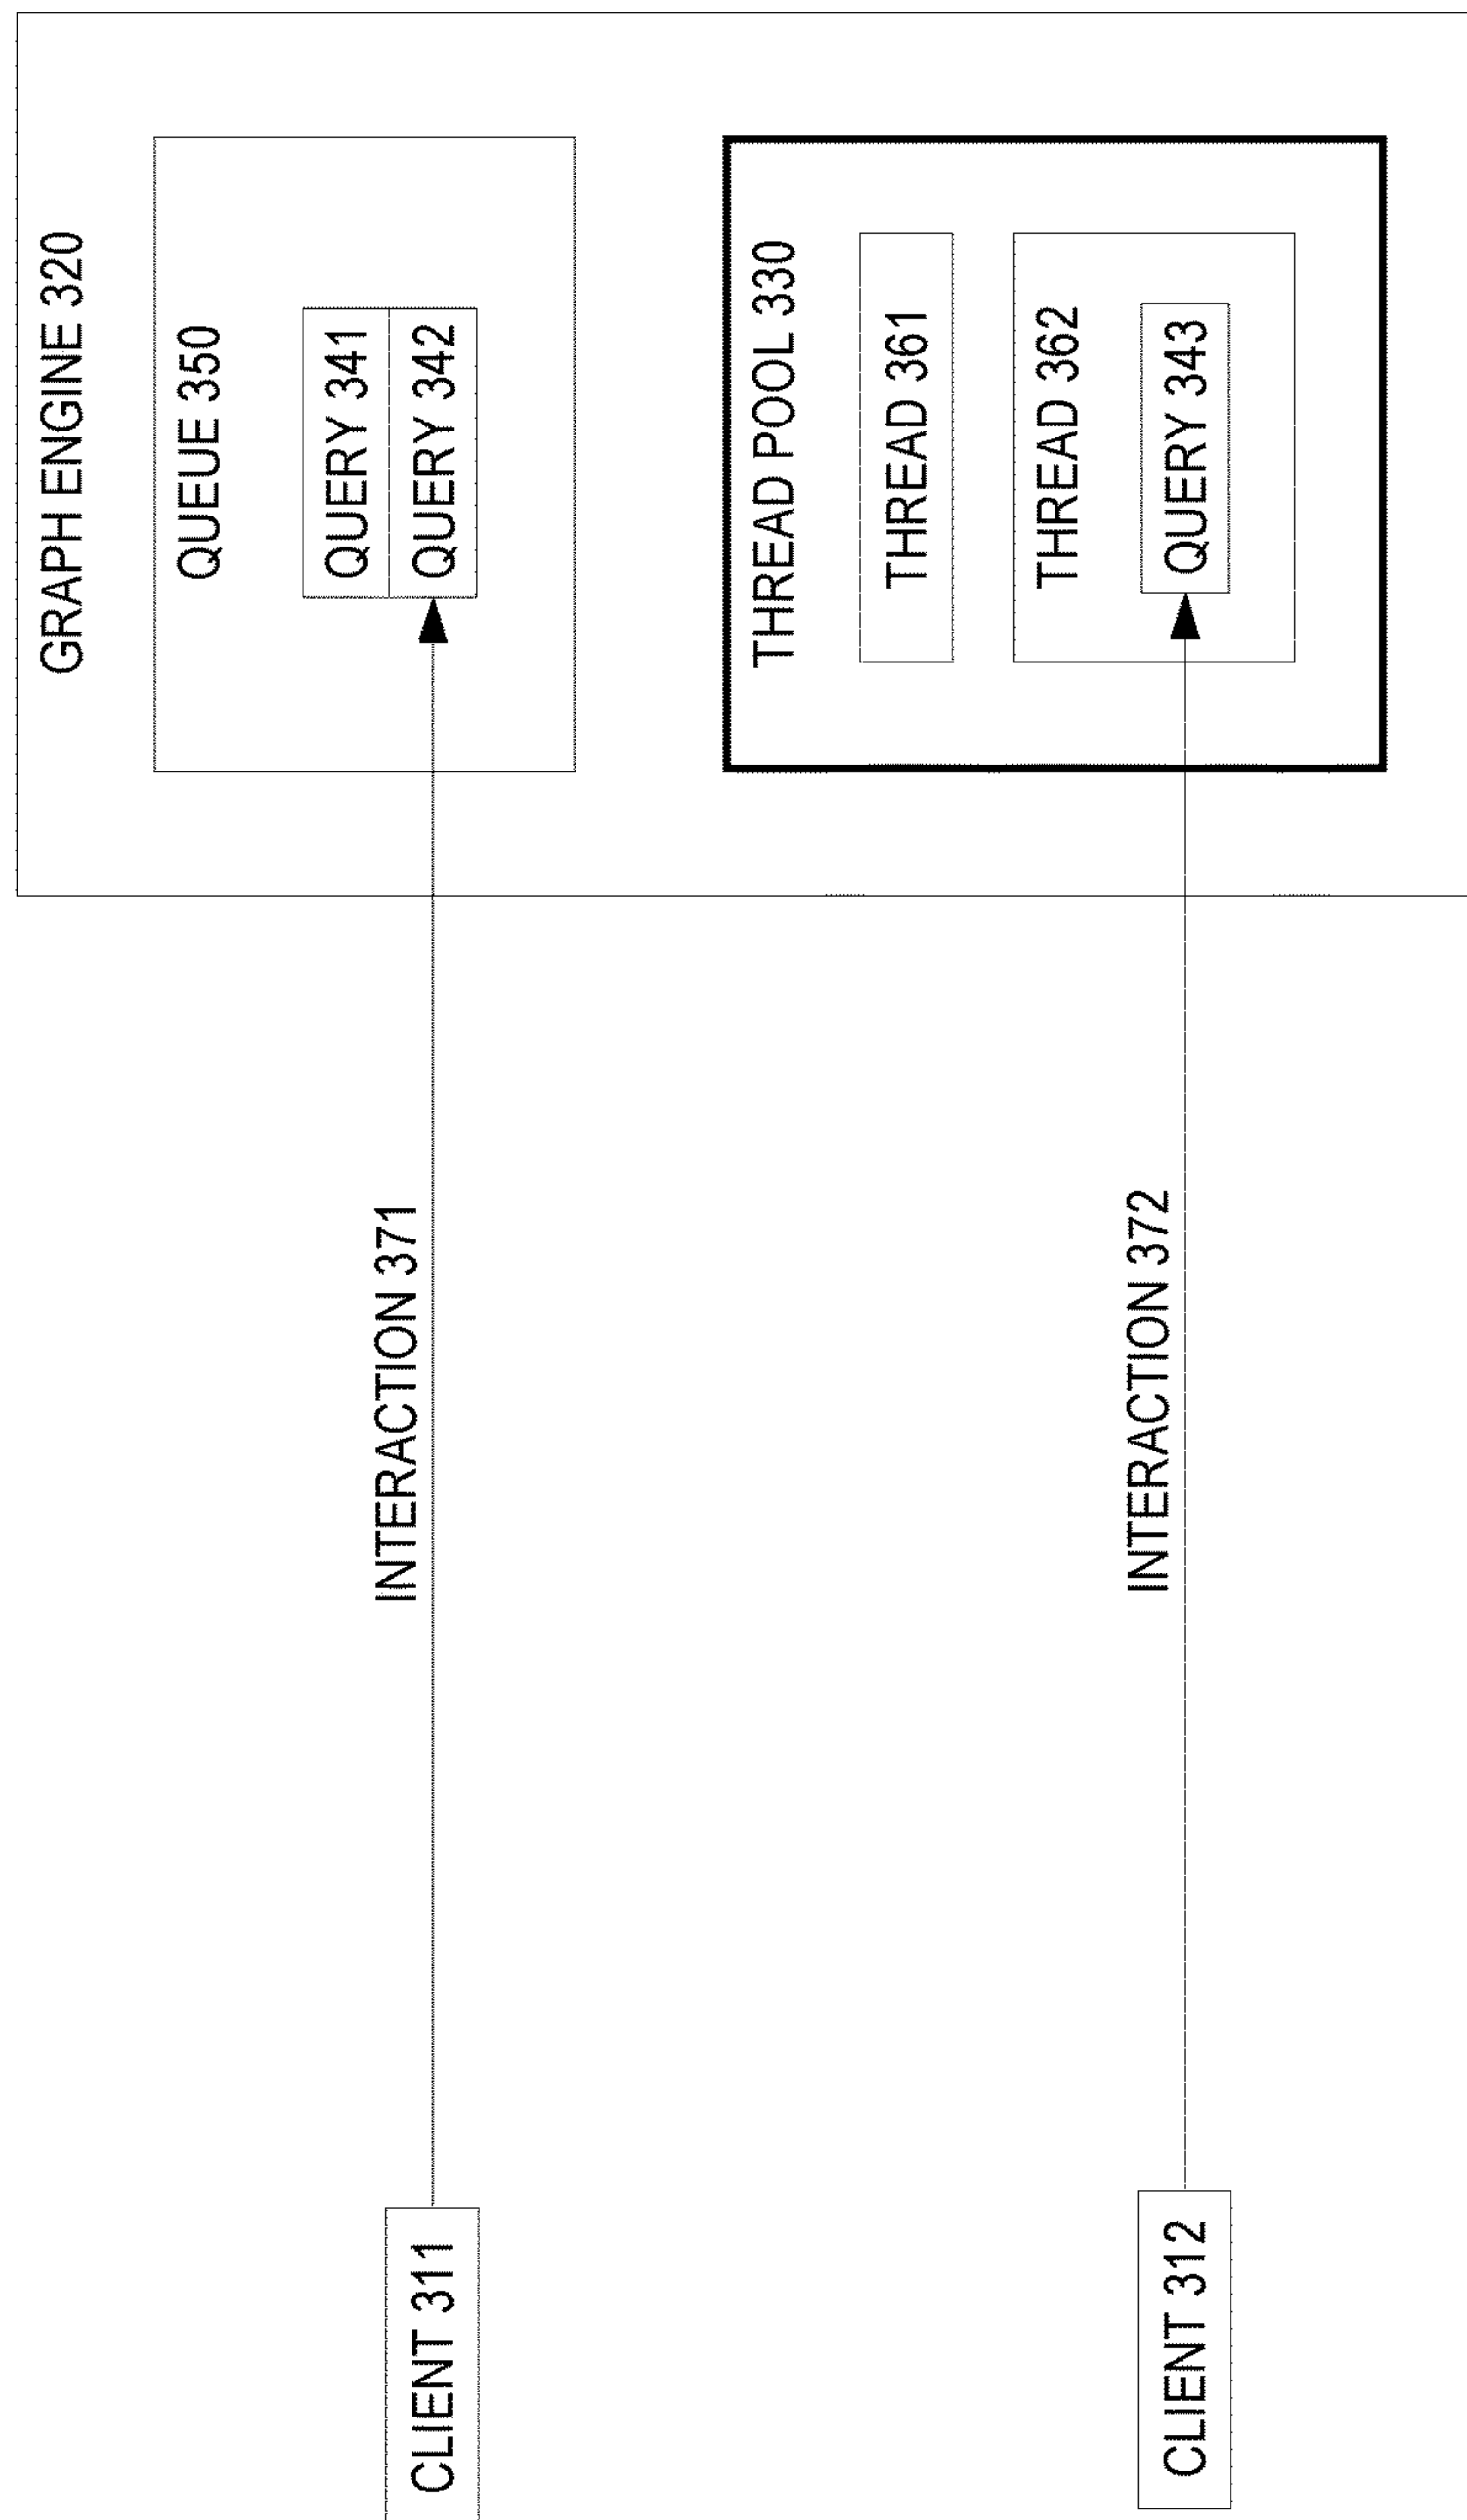 GRAPH ENGINE 320
QUEUE 350
QUERY 341
QUERY 342
THREAD POOL 330
THREAD 361
THREAD 362
QUERY 343
INTERACTION 371
INTERACTION 372
CLIENT 311
CLIENT 312